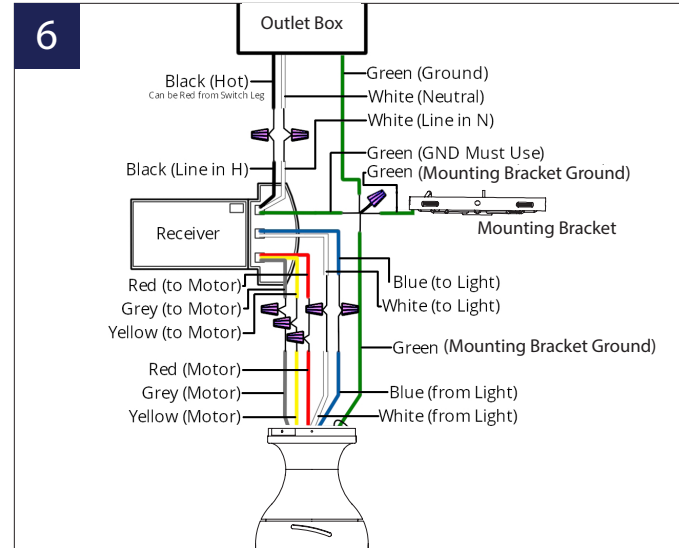 6
Outlet Box
Black (Hot)
Can be Red from Switch Leg
Green (Ground)
White (Neutral)
White (Line in N)
Black (Line in H)
Green (GND Must Use)
Green (Mounting Bracket Ground)
Mounting Bracket
Receiver
Red (to Motor)
Grey (to Motor)
Yellow (to Motor)
Blue (to Light)
White (to Light)
Green (Mounting Bracket Ground)
Red (Motor)
Grey (Motor)
Yellow (Motor)
Blue (from Light)
White (from Light)